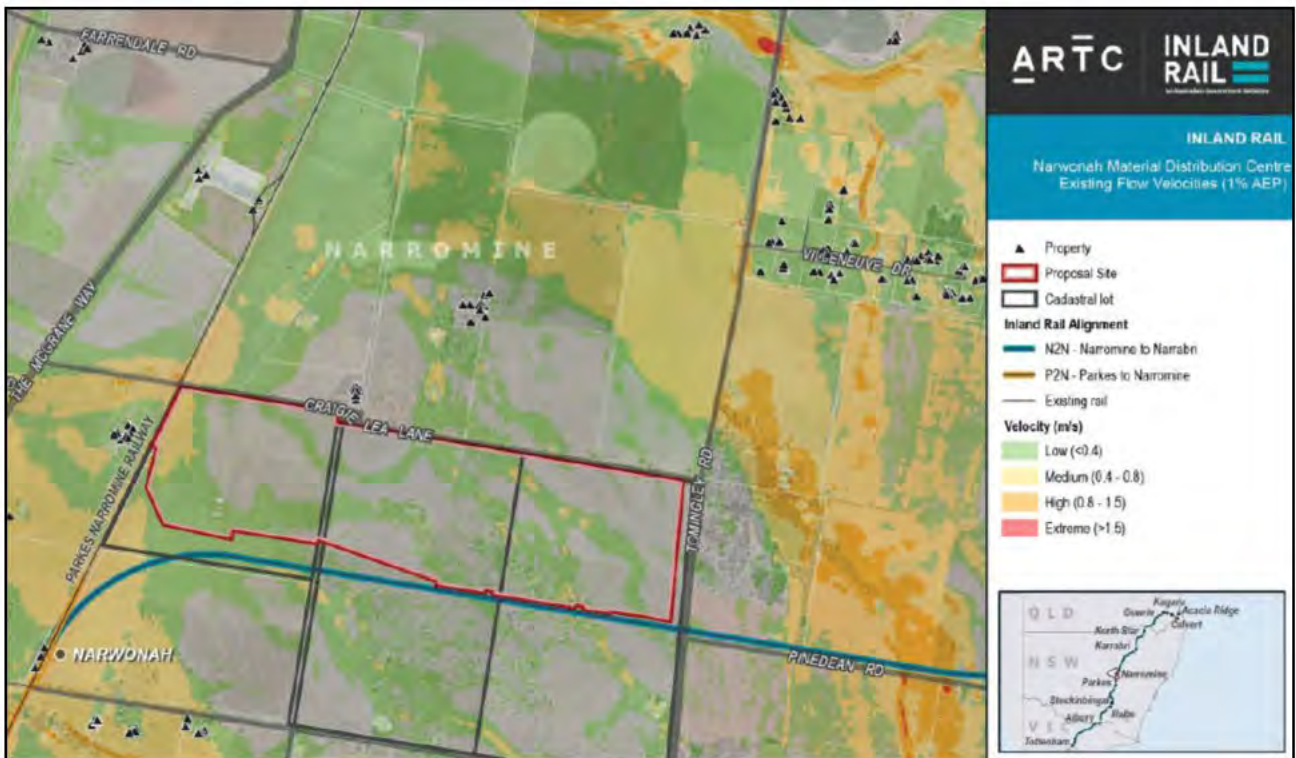 FARRENDALE RD
THE MCGRANE WAY
NARROMINE
VILLENEUVE DR
CRAIGIE LEA LANE
PARKES NARROMINE RAILWAY
TOMINGLEY RD
NARWONAH
PINEDEAN RD
ARTC
INLAND
RAIL
An Australian Government Initiative
INLAND RAIL
Narwonah Material Distribution Centre
Existing Flow Velocities (1% AEP)
Property
Proposal Site
Cadastral lot
Inland Rail Alignment
N2N - Narromine to Narrabri
P2N - Parkes to Narromine
Existing rail
Velocity (m/s)
Low (<0.4)
Medium (0.4 - 0.8)
High (0.8 - 1.5)
Extreme (>1.5)
Kagaru
Acacia Ridge
QLD
Calvert
North Star
Narrabri
NSW
Narromine
Parkes
Stockinbingal
Albury
VIC
Tottenham